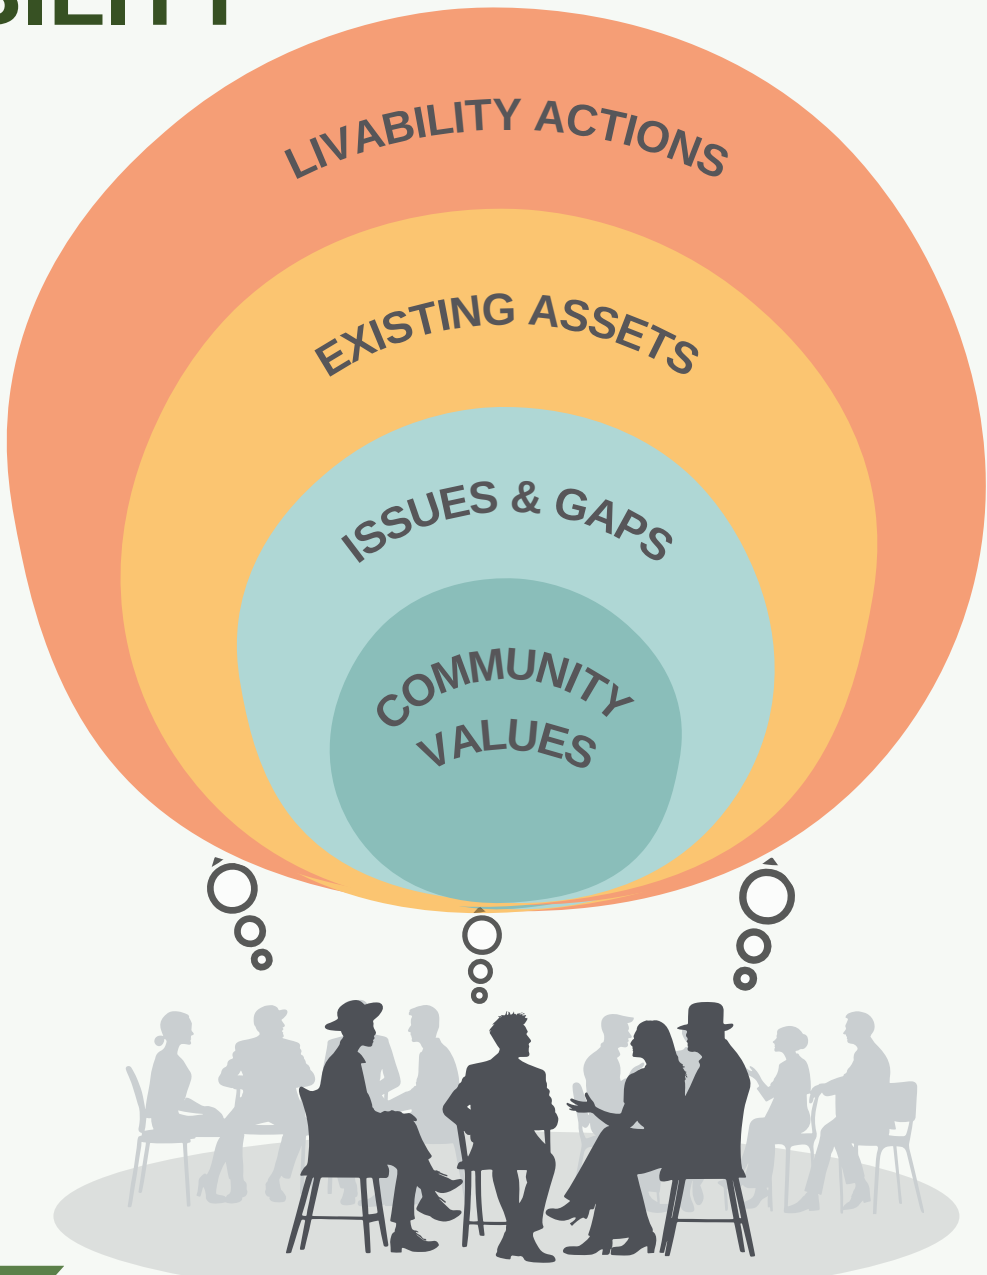 LIVABILITY ACTIONS
EXISTING ASSETS
ISSUES & GAPS
COMMUNITY
VALUES